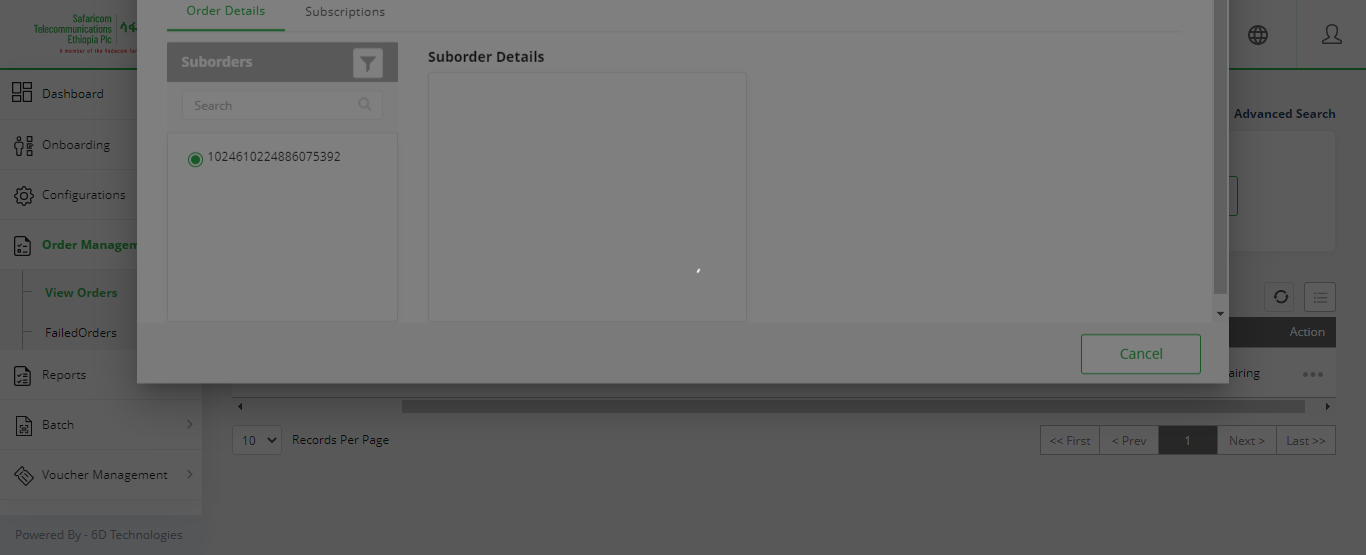 Safaricom
Telecommunications
Ethiopia Plc
A member of the Vodacom
Order Details
Subscriptions
Suborders
Suborder Details
Search
1024610224886075392
Dashboard
Onboarding
Configurations
Order Managem
View Orders
FailedOrders
Reports
Batch
Voucher Management
Advanced Search
Action
airing
Cancel
10
Records Per Page
<< First
< Prev
1
Next >
Last >>
Powered By - 6D Technologies